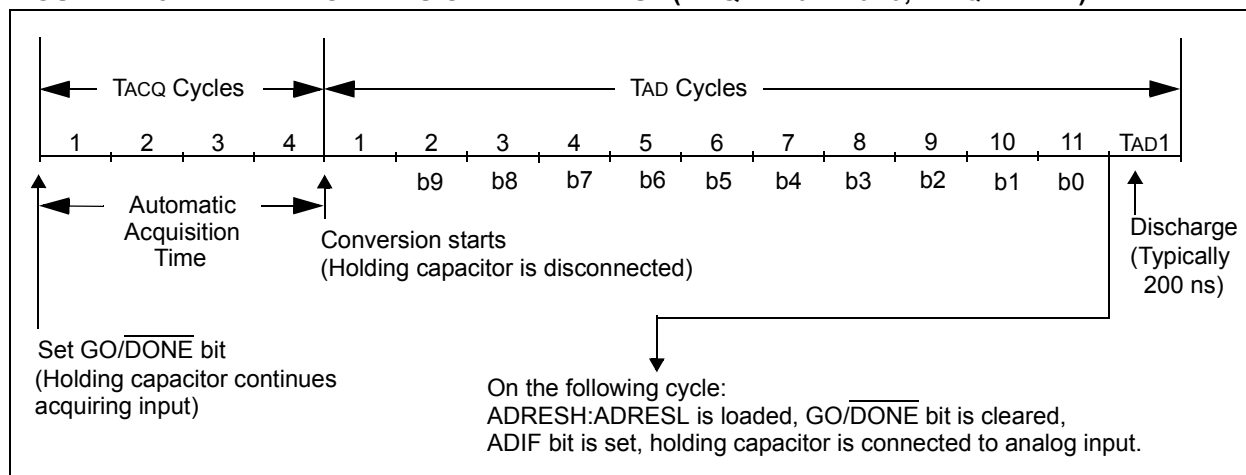 TACQ Cycles
TAD Cycles
1 2 3 4 1 2 3 4 5 6 7 8 9 10 11 TAD1
b9 b8 b7 b6 b5 b4 b3 b2 b1 b0
Automatic
Acquisition
Time
Conversion starts
(Holding capacitor is disconnected)
Discharge
(Typically
200 ns)
Set GO/DONE bit
(Holding capacitor continues
acquiring input)
On the following cycle:
ADRESH:ADRESL is loaded, GO/DONE bit is cleared,
ADIF bit is set, holding capacitor is connected to analog input.